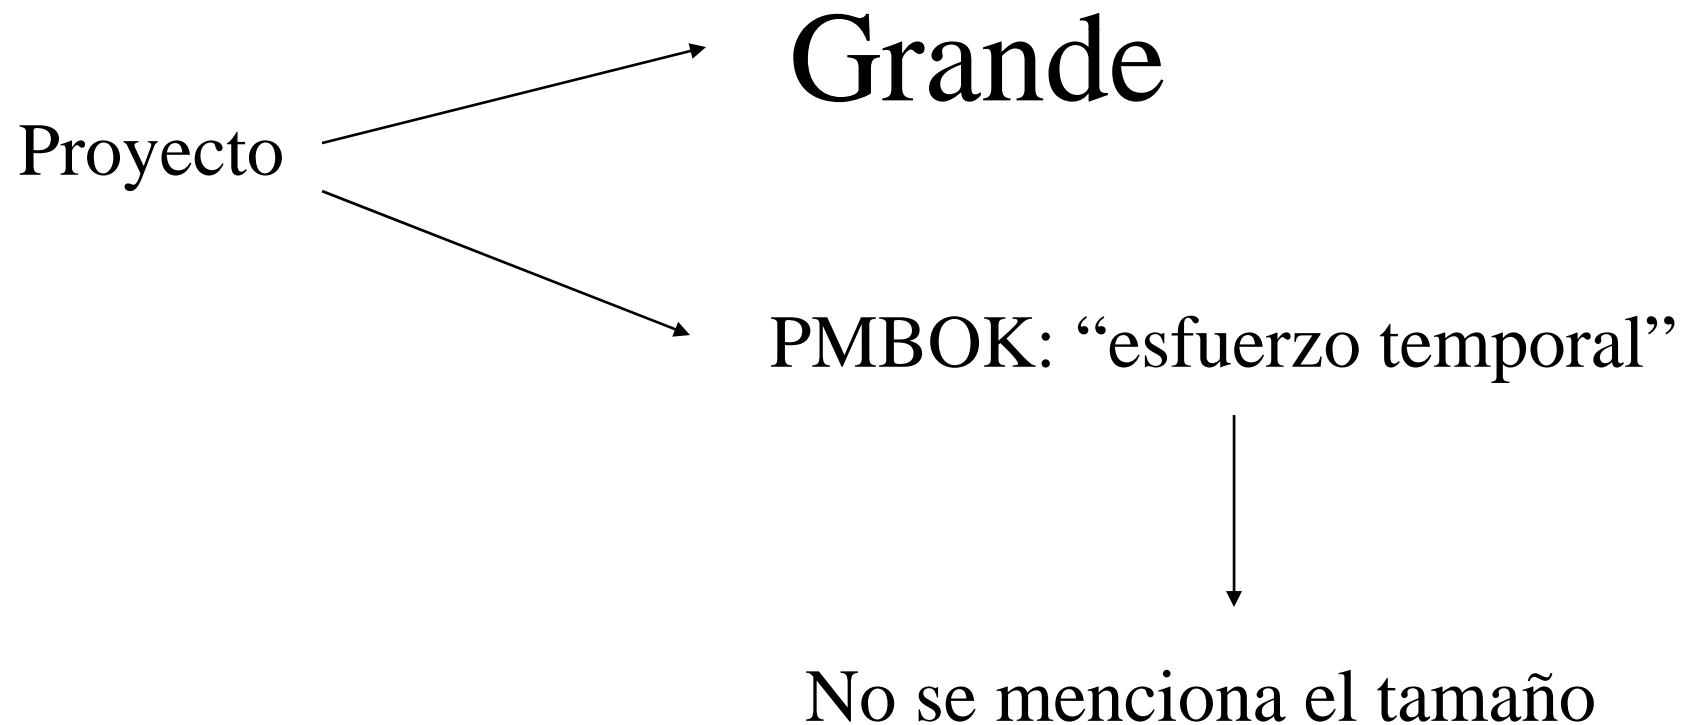 Grande
Proyecto
PMBOK: “esfuerzo temporal”
No se menciona el tamaño